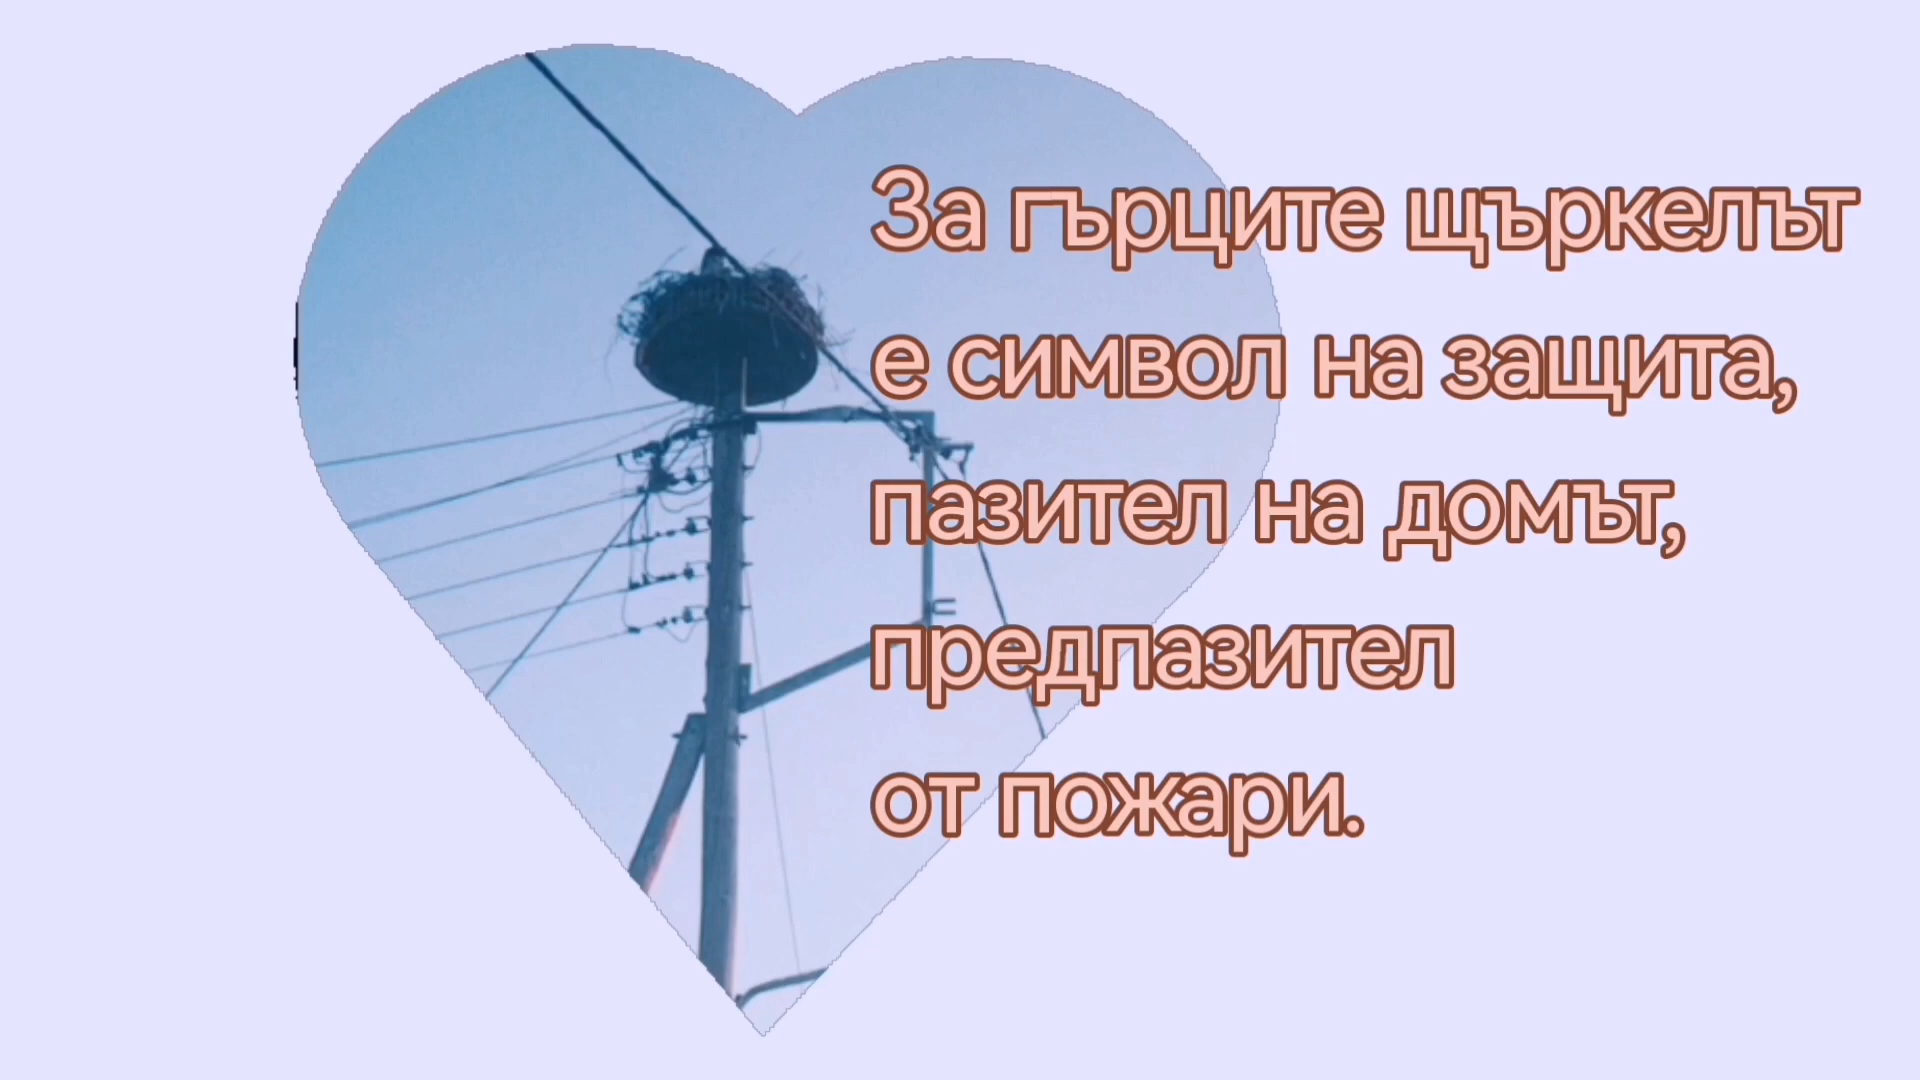 За гърците щъркелът
е символ на защита,
пазител на домът,
предпазител
от пожари.